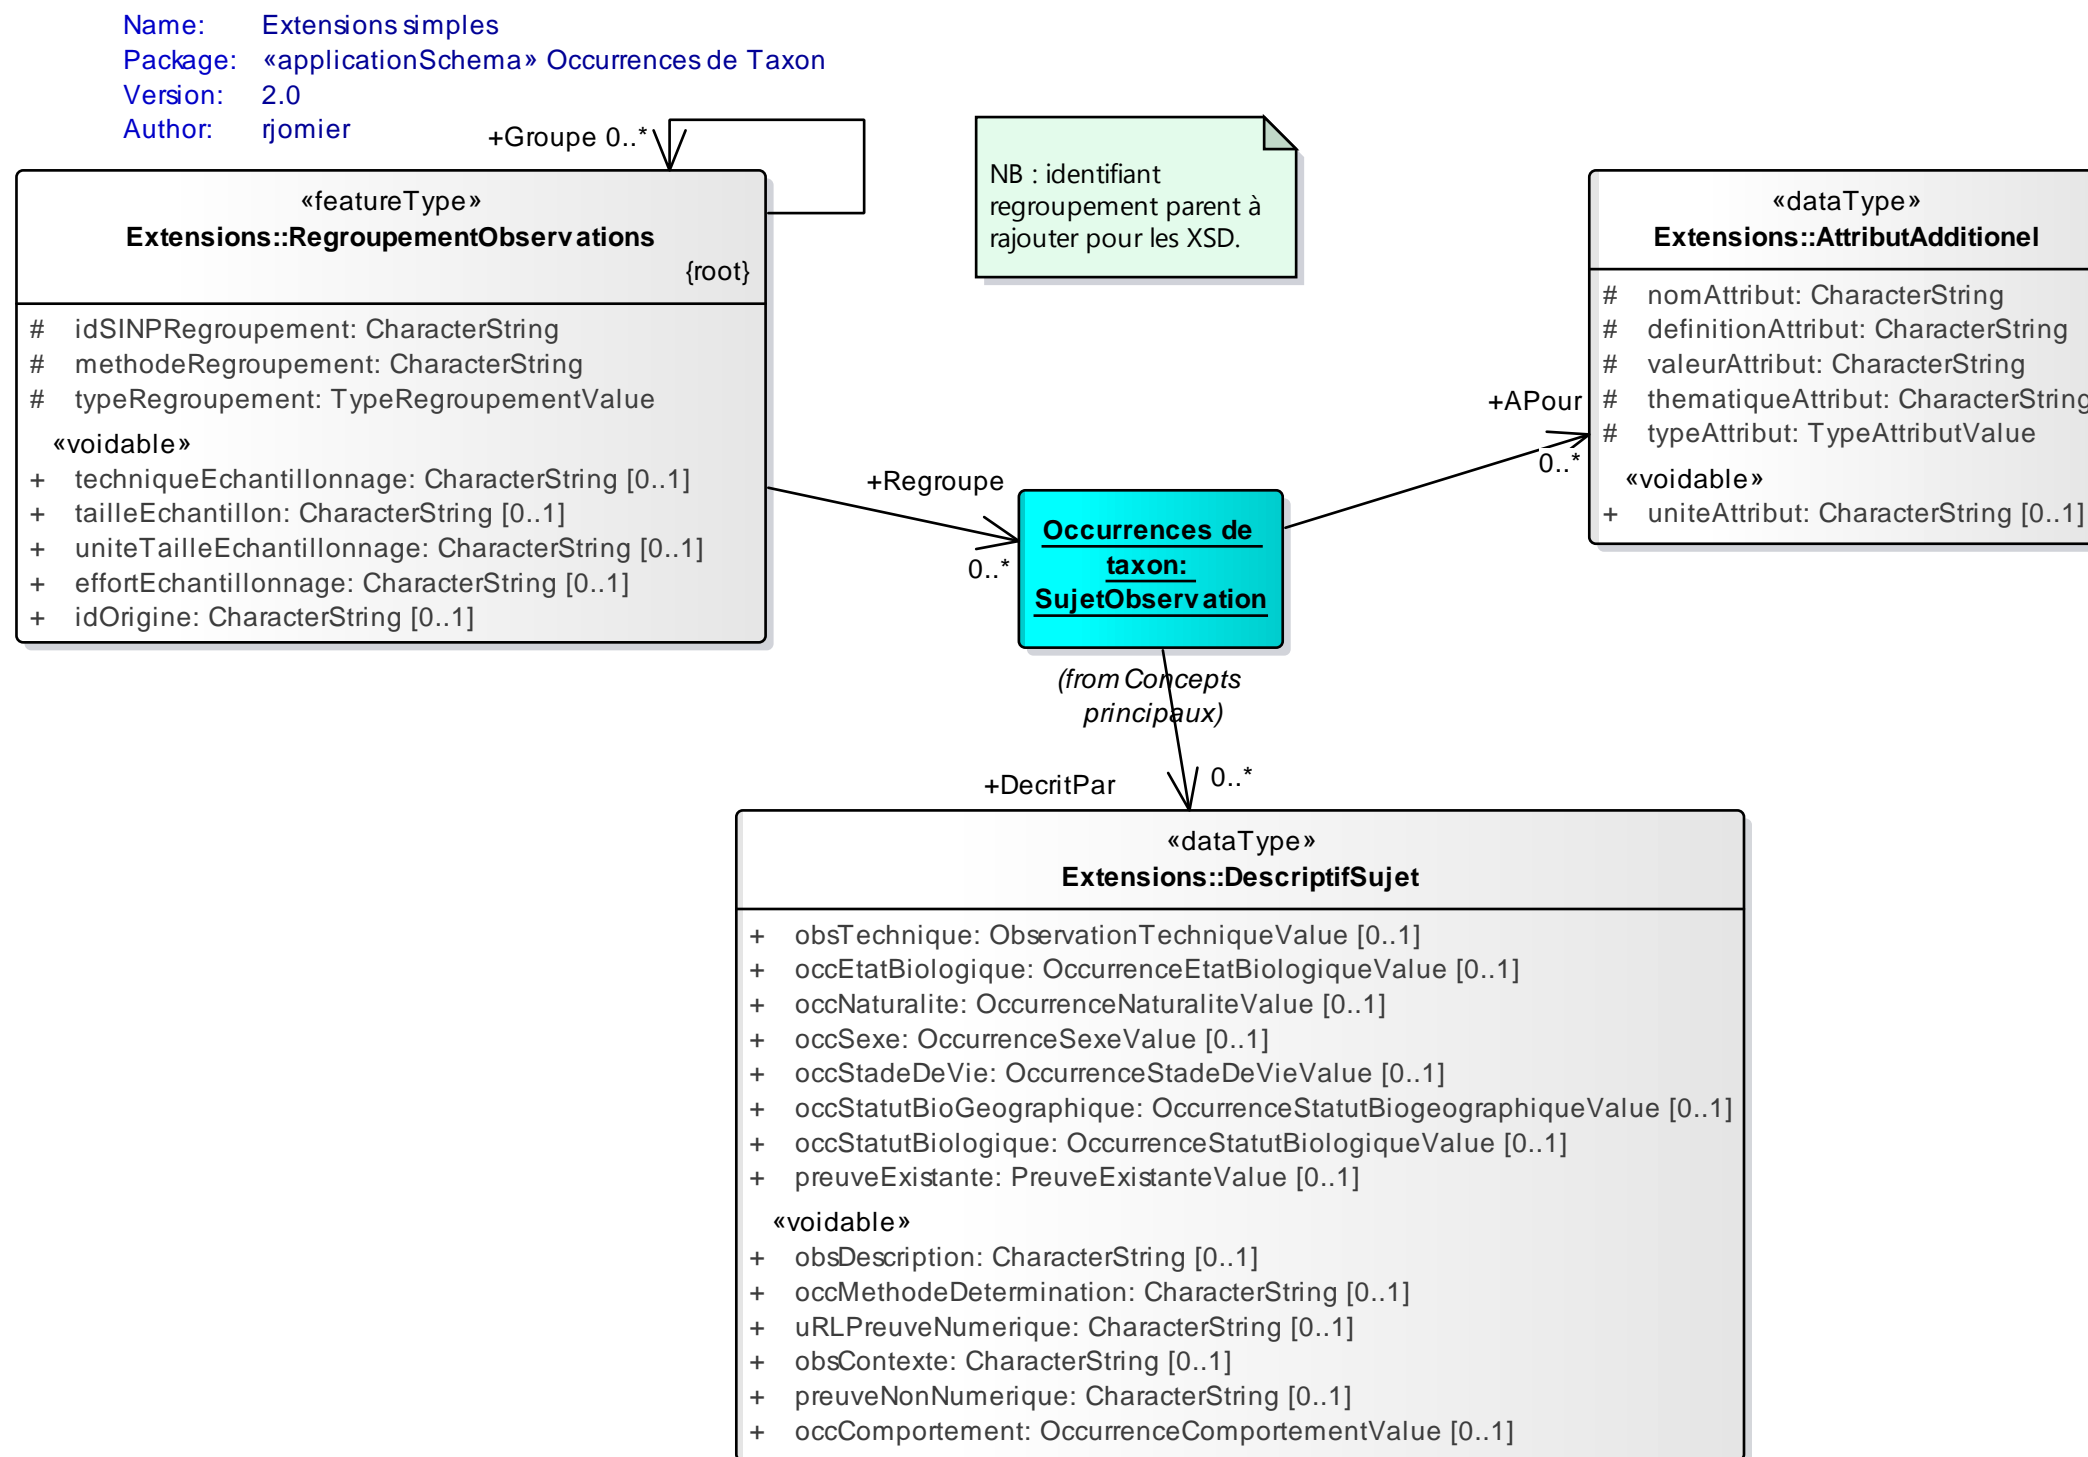 Name: Extensions simples
Package: «applicationSchema» Occurrences de Taxon
Version: 2.0
Author: rjomier
+Groupe 0..*
«featureType»
Extensions::RegroupementObservations
{root}
# idSINPRegroupement: CharacterString
# methodeRegroupement: CharacterString
# typeRegroupement: TypeRegroupementValue
«voidable»
+ techniqueEchantillonnage: CharacterString [0..1]
+ tailleEchantillon: CharacterString [0..1]
+ uniteTailleEchantillonnage: CharacterString [0..1]
+ effortEchantillonnage: CharacterString [0..1]
+ idOrigine: CharacterString [0..1]
NB : identifiant
regroupement parent à
rajouter pour les XSD.
«dataType»
Extensions::AttributAdditionel
# nomAttribut: CharacterString
# definitionAttribut: CharacterString
# valeurAttribut: CharacterString
# thematiqueAttribut: CharacterString
# typeAttribut: TypeAttributValue
«voidable»
+ uniteAttribut: CharacterString [0..1]
+APour
0..*
+Regroupe
0..*
Occurrences de
taxon:
SujetObservation
(from Concepts
principaux)
+DecritPar
0..*
«dataType»
Extensions::DescriptifSujet
+ obsTechnique: ObservationTechniqueValue [0..1]
+ occEtatBiologique: OccurrenceEtatBiologiqueValue [0..1]
+ occNaturalite: OccurrenceNaturaliteValue [0..1]
+ occSexe: OccurrenceSexeValue [0..1]
+ occStadeDeVie: OccurrenceStadeDeVieValue [0..1]
+ occStatutBioGeographique: OccurrenceStatutBiogeographiqueValue [0..1]
+ occStatutBiologique: OccurrenceStatutBiologiqueValue [0..1]
+ preuveExistante: PreuveExistanteValue [0..1]
«voidable»
+ obsDescription: CharacterString [0..1]
+ occMethodeDetermination: CharacterString [0..1]
+ uRLPreuveNumerique: CharacterString [0..1]
+ obsContexte: CharacterString [0..1]
+ preuveNonNumerique: CharacterString [0..1]
+ occComportement: OccurrenceComportementValue [0..1]